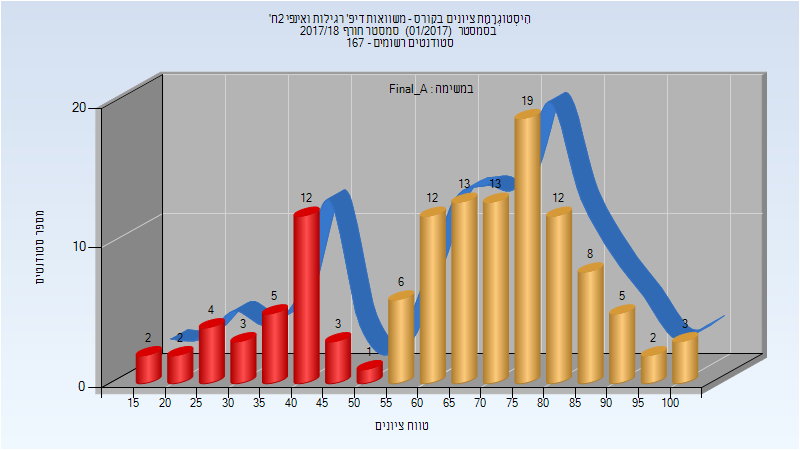 הִיסְטוֹגְרָמַת ציונים בקורס - משוואות דיפ' רגילות ואינפי 2ח'
בסמסטר (01/2017) סמסטר חורף 2017/18
סטודנטים רשומים - 167
במשימה : Final_A
מספר סטודנטים
20
10
0
2 2 4 3 5 12 3 1 6 12 13 13 19 12 8 5 2 3
15 20 25 30 35 40 45 50 55 60 65 70 75 80 85 90 95 100
טווח ציונים